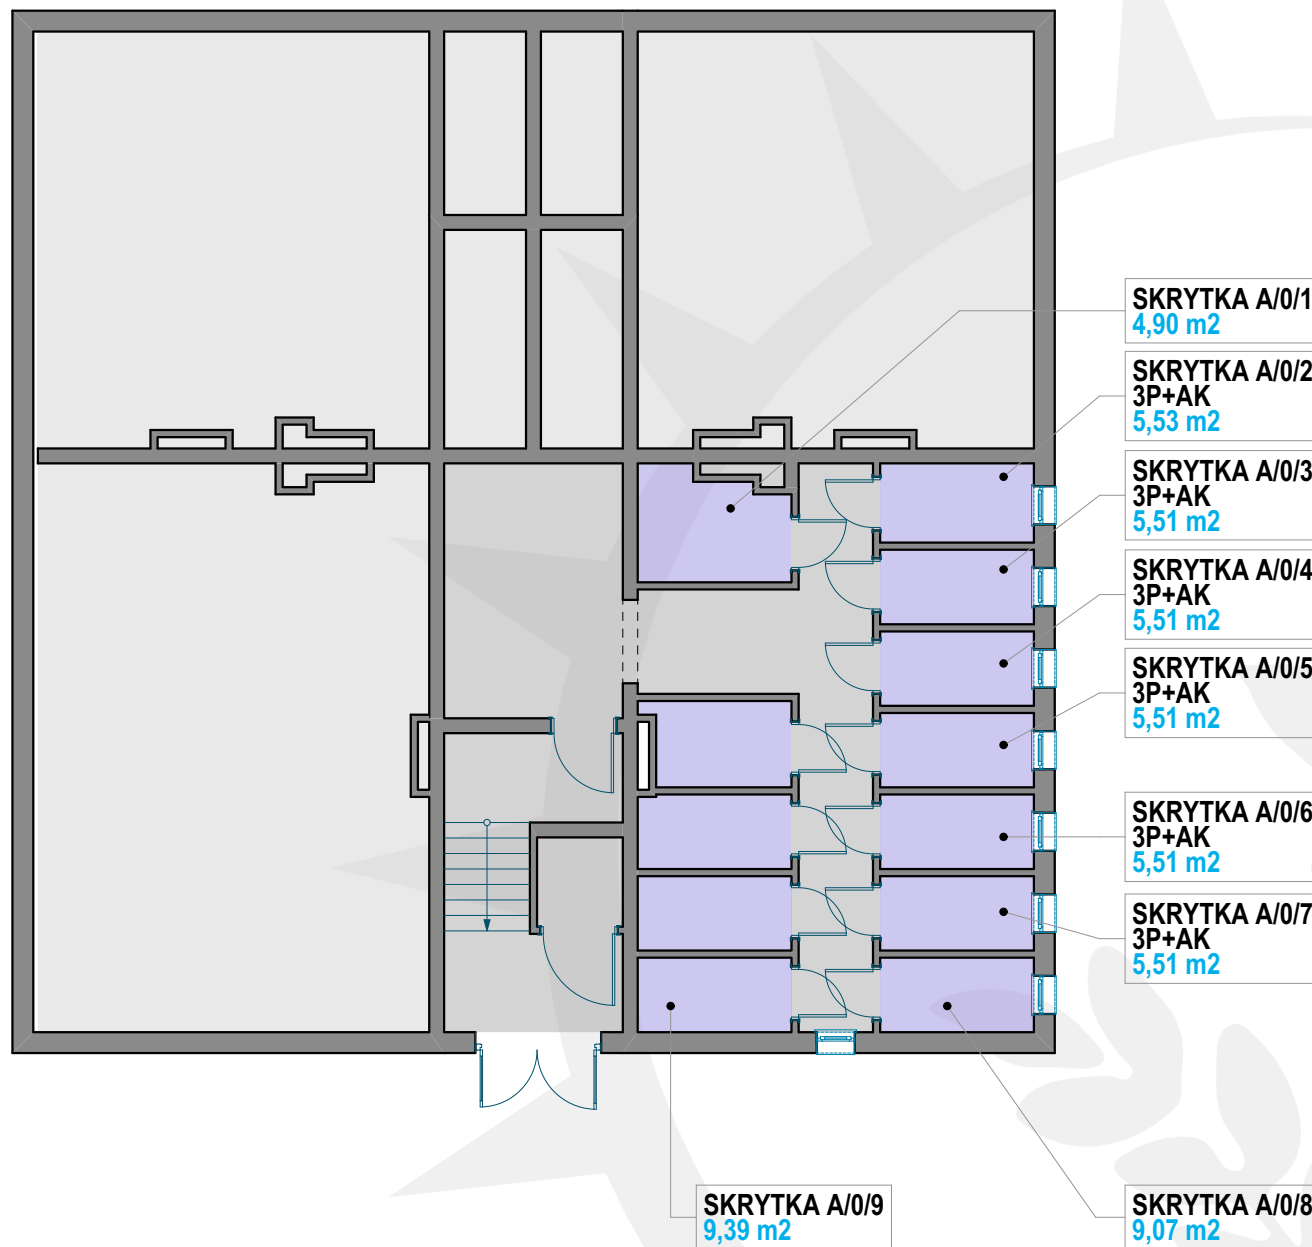 SKRYTKA A/0/1
4,90 m2
SKRYTKA A/0/2
3P+AK
5,53 m2
SKRYTKA A/0/3
3P+AK
5,51 m2
SKRYTKA A/0/4
3P+AK
5,51 m2
SKRYTKA A/0/5
3P+AK
5,51 m2
SKRYTKA A/0/6
3P+AK
5,51 m2
SKRYTKA A/0/7
3P+AK
5,51 m2
SKRYTKA A/0/9
9,39 m2
SKRYTKA A/0/8
9,07 m2